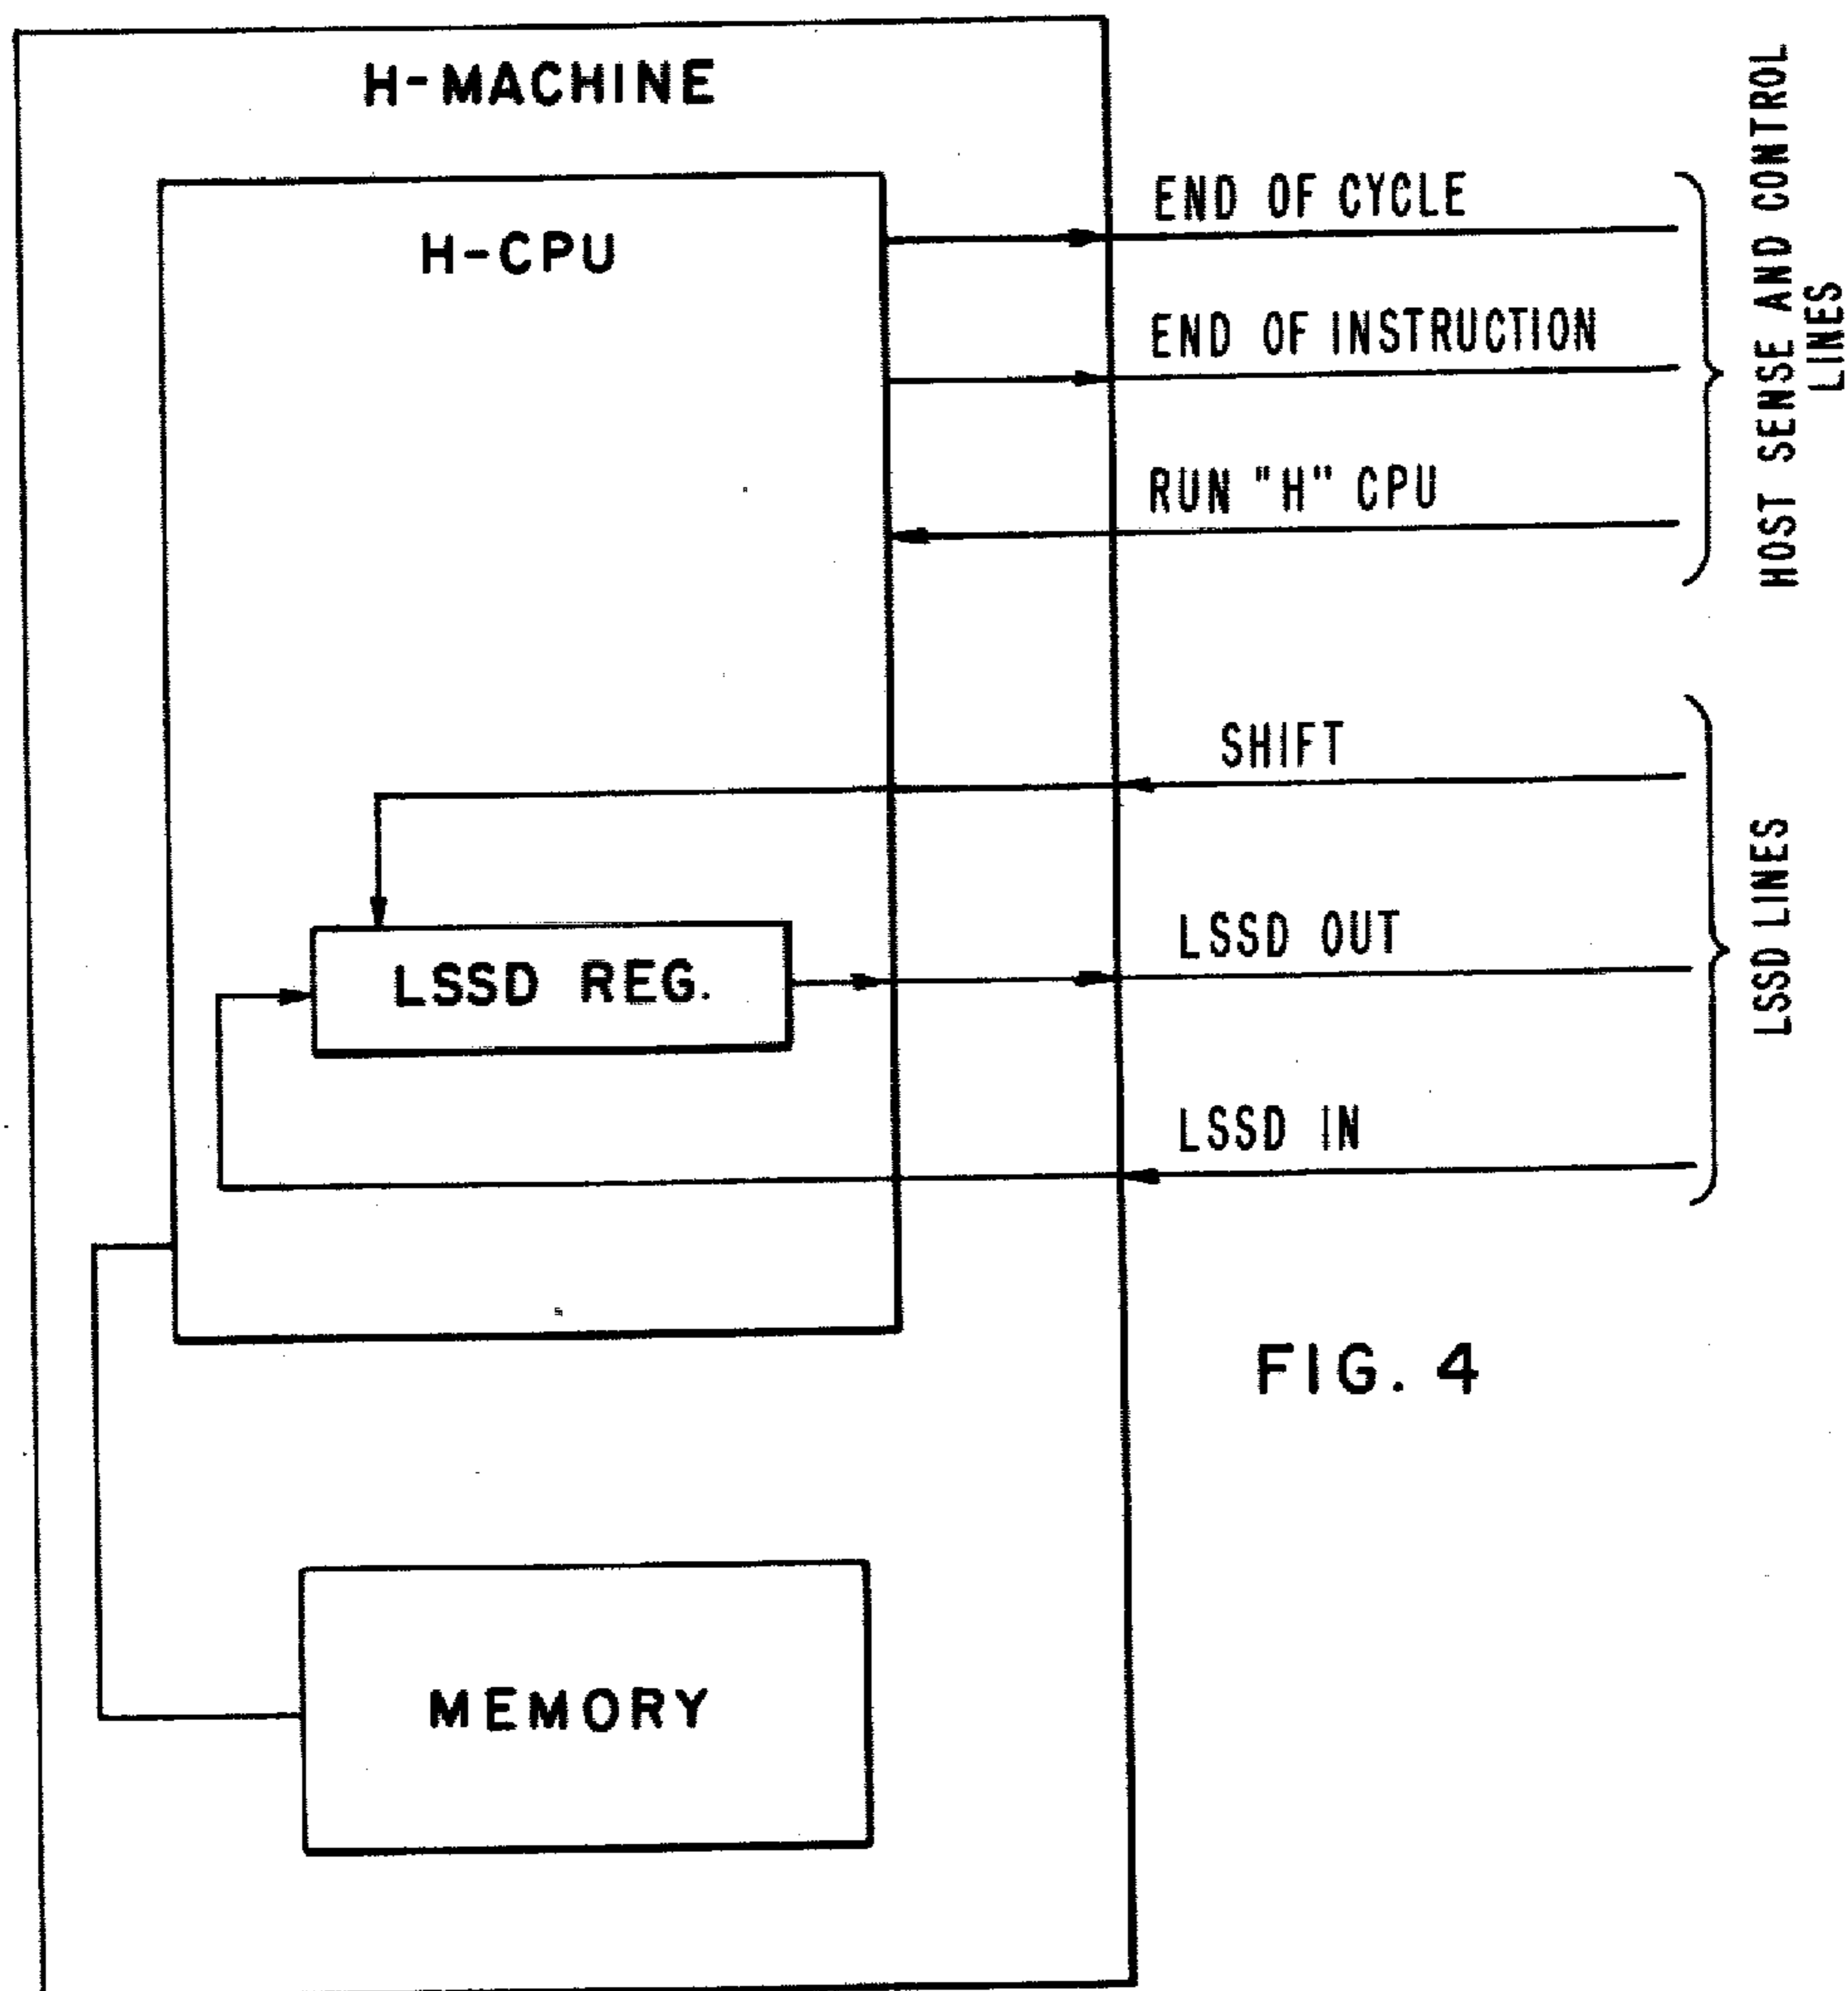 H-MACHINE
H-CPU
END OF CYCLE
END OF INSTRUCTION
RUN "H" CPU
HOST SENSE AND CONTROL
LINES
SHIFT
LSSD REG.
LSSD OUT
LSSD IN
LSSD LINES
FIG. 4
MEMORY